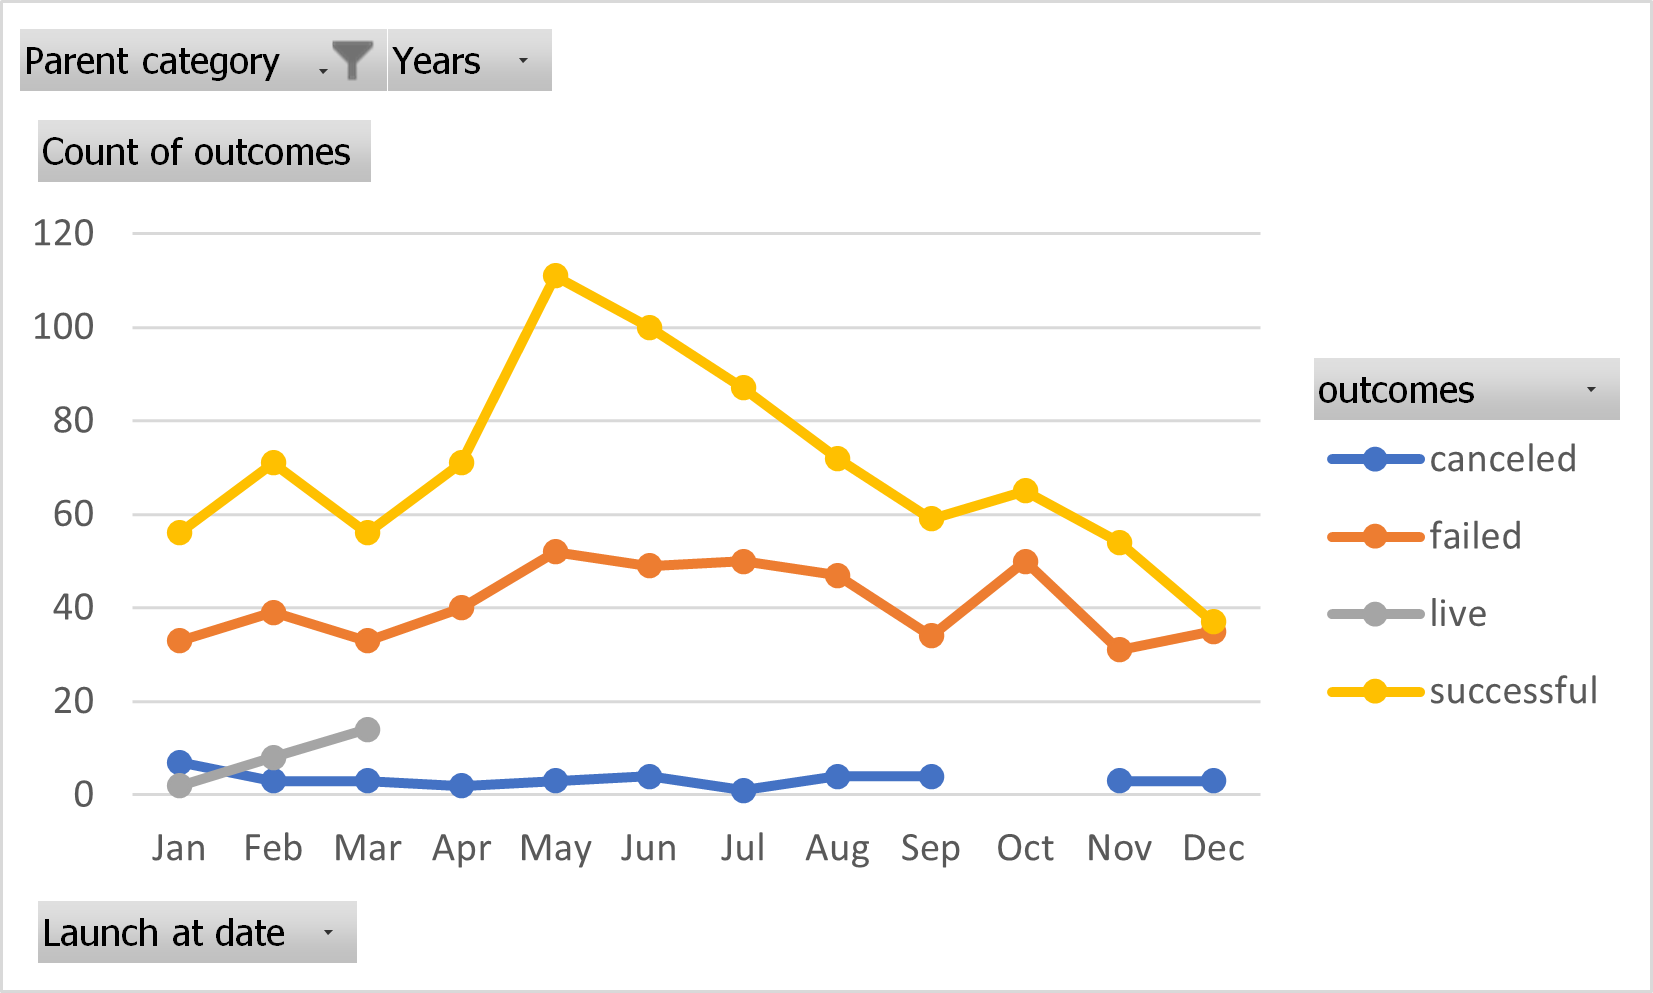 Parent category Years
Count of outcomes
120
100
80
60
40
20
0
Jan Feb Mar Apr May Jun Jul Aug Sep Oct Nov Dec
outcomes
canceled
failed
live
successful
Launch at date